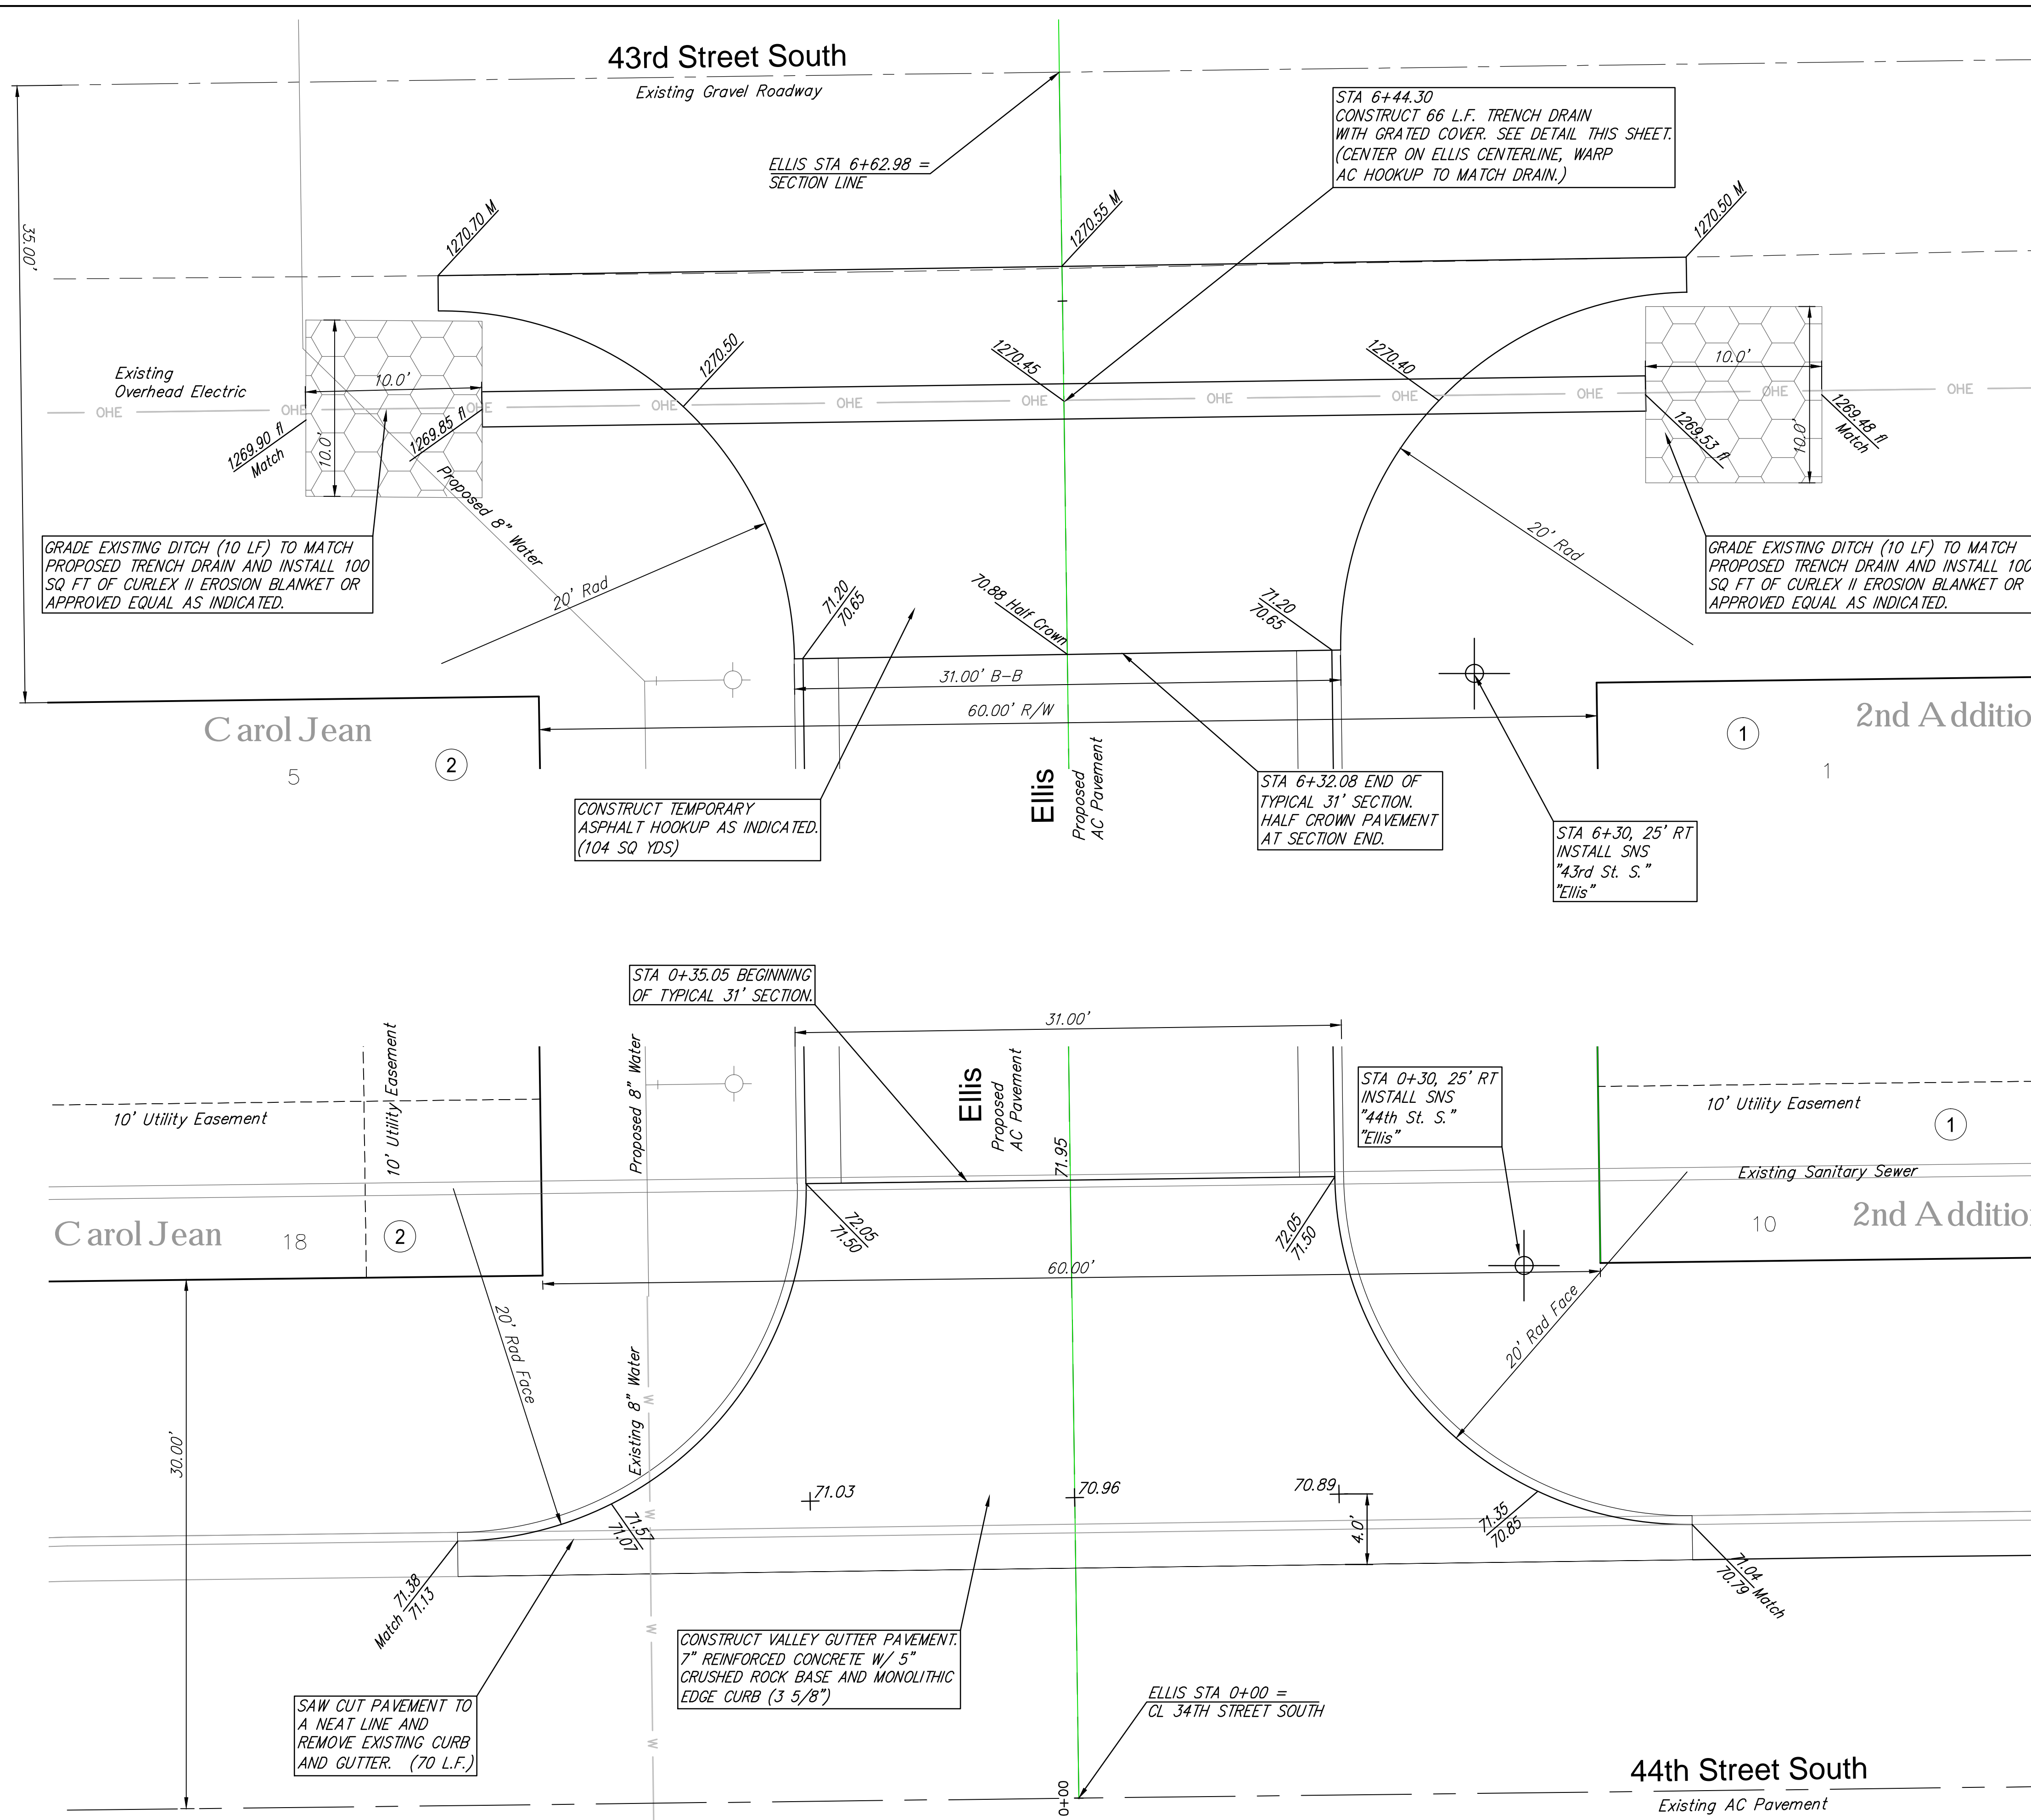 43rd Street South
Existing Gravel Roadway
STA 6+44.30
CONSTRUCT 66 L.F. TRENCH DRAIN
WITH GRATED COVER. SEE DETAIL THIS SHEET.
(CENTER ON ELLIS CENTERLINE, WARP
AC HOOKUP TO MATCH DRAIN.)
ELLIS STA 6+62.98 =
SECTION LINE
35.00'
1270.70 M
1270.55 M
1270.50 M
Existing
Overhead Electric
1270.50
1270.45
1270.40
10.0'
10.0'
10.0'
10.0'
OHE
OHE
OHE
OHE
OHE
OHE
OHE
OHE
OHE
OHE
1269.90 fl
Match
1269.85 fl
1269.53 fl
1269.48 fl
Match
Proposed 8" Water
GRADE EXISTING DITCH (10 LF) TO MATCH
PROPOSED TRENCH DRAIN AND INSTALL 100
SQ FT OF CURLEX II EROSION BLANKET OR
APPROVED EQUAL AS INDICATED.
20' Rad
20' Rad
GRADE EXISTING DITCH (10 LF) TO MATCH
PROPOSED TRENCH DRAIN AND INSTALL 100
SQ FT OF CURLEX II EROSION BLANKET OR
APPROVED EQUAL AS INDICATED.
71.20
70.65
70.88 Half Crown
71.20
70.65
31.00' B-B
60.00' R/W
Carol Jean
5
2
Ellis
Proposed
AC Pavement
1
2nd Additio
1
CONSTRUCT TEMPORARY
ASPHALT HOOKUP AS INDICATED.
(104 SQ YDS)
STA 6+32.08 END OF
TYPICAL 31' SECTION.
HALF CROWN PAVEMENT
AT SECTION END.
STA 6+30, 25' RT
INSTALL SNS
"43rd St. S."
"Ellis"
STA 0+35.05 BEGINNING
OF TYPICAL 31' SECTION.
31.00'
10' Utility Easement
10' Utility Easement
Proposed 8" Water
Ellis
Proposed
AC Pavement
71.95
STA 0+30, 25' RT
INSTALL SNS
"44th St. S."
"Ellis"
10' Utility Easement
1
Existing Sanitary Sewer
Carol Jean
18
2
72.05
71.50
72.05
71.50
10
2nd Additio
60.00'
20' Rad Face
20' Rad Face
30.00'
Existing 8" Water
W
W
W
W
71.03
70.96
70.89
4.0'
71.57
71.07
71.35
70.85
Match
71.38
71.13
71.04
70.79
Match
CONSTRUCT VALLEY GUTTER PAVEMENT.
7" REINFORCED CONCRETE W/ 5"
CRUSHED ROCK BASE AND MONOLITHIC
EDGE CURB (3 5/8")
SAW CUT PAVEMENT TO
A NEAT LINE AND
REMOVE EXISTING CURB
AND GUTTER. (70 L.F.)
ELLIS STA 0+00 =
CL 34TH STREET SOUTH
0+00
44th Street South
Existing AC Pavement